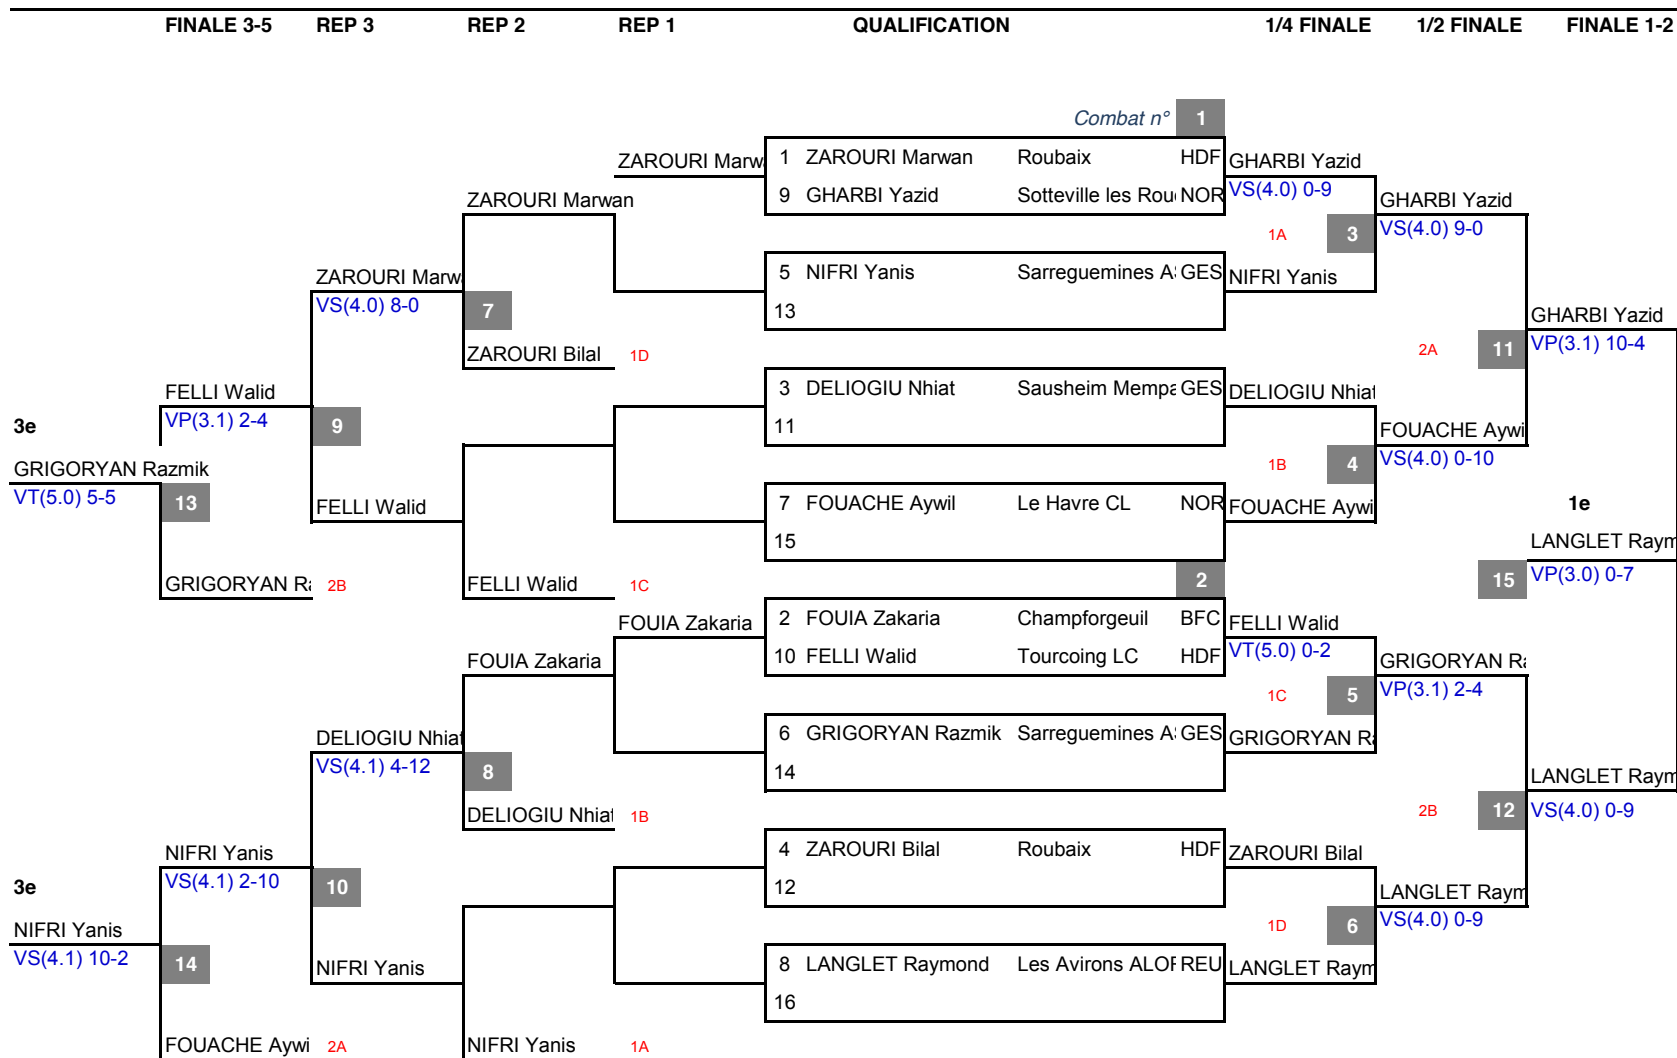 FINALE 3-5 REP 3 REP 2 REP 1 QUALIFICATION 1/4 FINALE 1/2 FINALE FINALE 1-2
Combat n° 1
ZAROURI Marw 1 ZAROURI Marwan Roubaix HDF GHARBI Yazid
ZAROURI Marwan 9 GHARBI Yazid Sotteville les Rou NOR VS(4.0) 0-9 GHARBI Yazid
1A 3 VS(4.0) 9-0
ZAROURI Marw 5 NIFRI Yanis Sarreguemines A GES NIFRI Yanis
VS(4.0) 8-0 7 13 GHARBI Yazid
ZAROURI Bilal 1D 2A 11 VP(3.1) 10-4
FELLI Walid 3 DELIOGIU Nhiat Sausheim Mempa GES DELIOGIU Nhiat
3e VP(3.1) 2-4 9 11 FOUACHE Aywi
GRIGORYAN Razmik 1B 4 VS(4.0) 0-10
VT(5.0) 5-5 13 FELLI Walid 7 FOUACHE Aywil Le Havre CL NOR FOUACHE Aywi 1e
15 LANGLET Raym
GRIGORYAN R 2B FELLI Walid 1C 2 15 VP(3.0) 0-7
FOUIA Zakaria 2 FOUIA Zakaria Champforgeuil BFC FELLI Walid
FOUIA Zakaria 10 FELLI Walid Tourcoing LC HDF VT(5.0) 0-2 GRIGORYAN R
1C 5 VP(3.1) 2-4
DELIOGIU Nhiat 6 GRIGORYAN Razmik Sarreguemines A GES GRIGORYAN R
VS(4.1) 4-12 8 14 LANGLET Raym
DELIOGIU Nhiat 1B 2B 12 VS(4.0) 0-9
NIFRI Yanis 4 ZAROURI Bilal Roubaix HDF ZAROURI Bilal
3e VS(4.1) 2-10 10 12 LANGLET Raym
NIFRI Yanis 1D 6 VS(4.0) 0-9
VS(4.1) 10-2 14 NIFRI Yanis 8 LANGLET Raymond Les Avirons ALOF REU LANGLET Raym
16
FOUACHE Aywi 2A NIFRI Yanis 1A